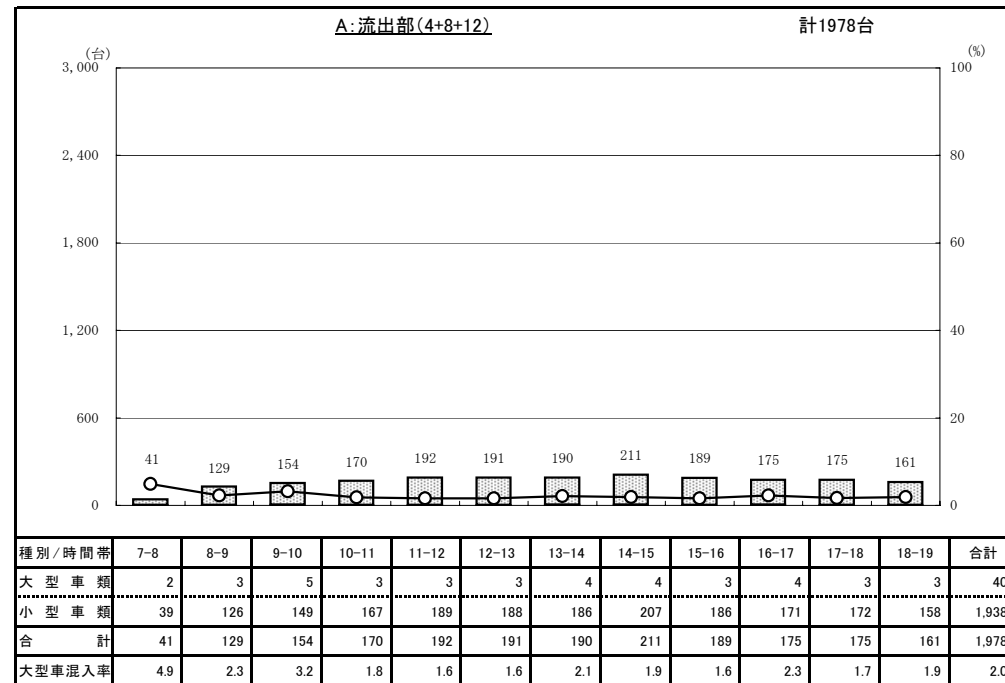 A:流出部(4+8+12) 計1978台
(台) (%)
3,000 100
2,400 80
1,800 60
1,200 40
600 20
41 129 154 170 192 191 190 211 189 175 175 161
0 0
種別/時間帯 7-8 8-9 9-10 10-11 11-12 12-13 13-14 14-15 15-16 16-17 17-18 18-19 合計
大型車類 2 3 5 3 3 3 4 4 3 4 3 3 40
小型車類 39 126 149 167 189 188 186 207 186 171 172 158 1,938
合計 41 129 154 170 192 191 190 211 189 175 175 161 1,978
大型車混入率 4.9 2.3 3.2 1.8 1.6 1.6 2.1 1.9 1.6 2.3 1.7 1.9 2.0